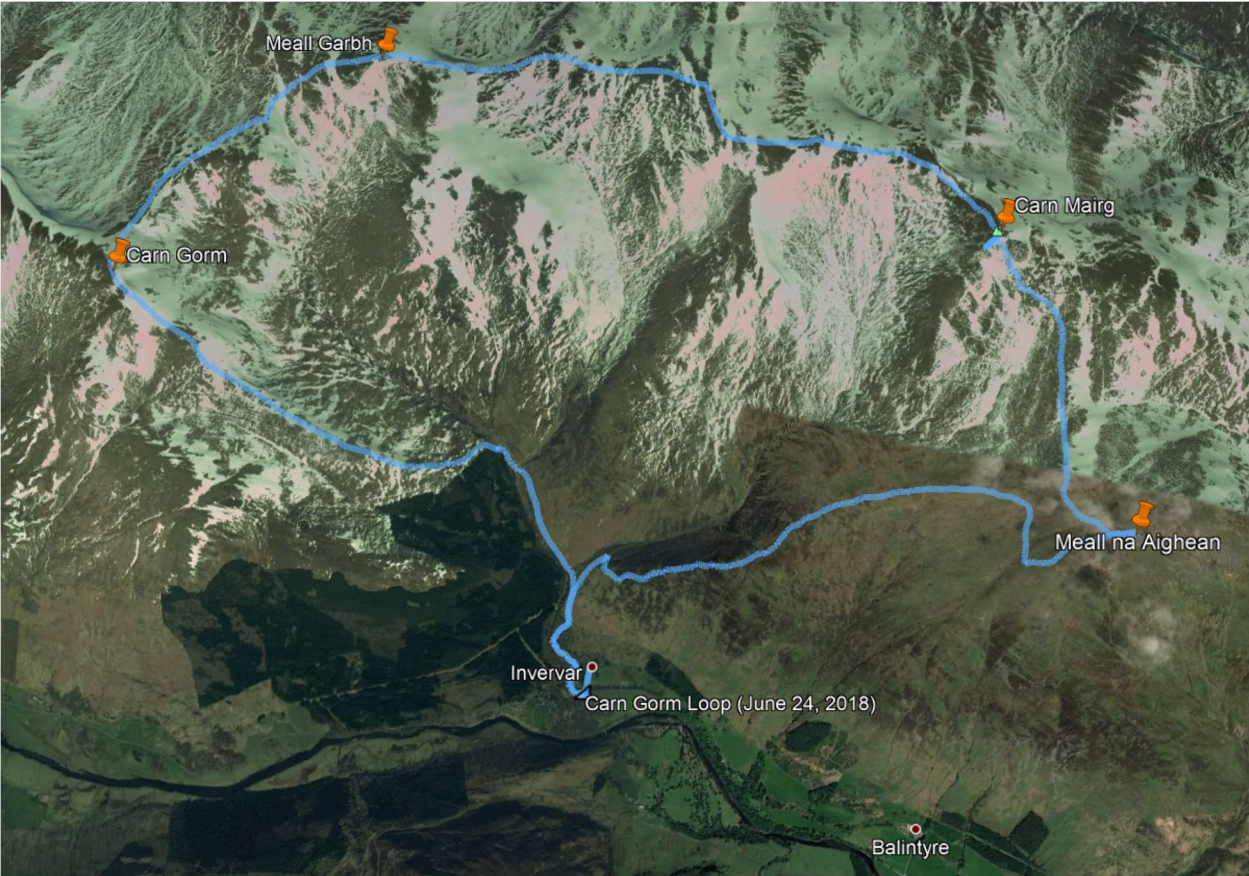 Meall Garbh
Carn Mairg
Carn Gorm
Meall na Aighean
Invervar
Carn Gorm Loop (June 24, 2018)
Balintyre